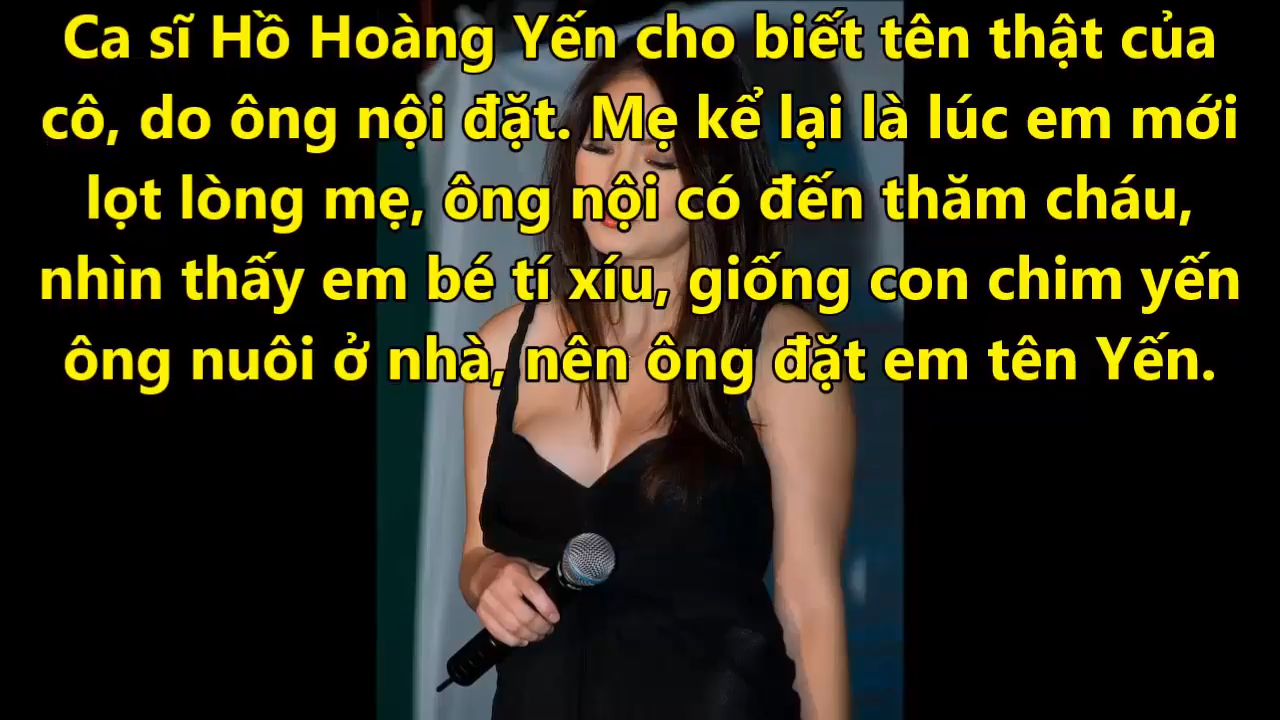 Ca sĩ Hồ Hoàng Yến cho biết tên thật của
cô, do ông nội đặt. Mẹ kể lại là lúc em mới
lọt lòng mẹ, ông nội có đến thăm cháu,
nhìn thấy em bé tí xíu, giống con chim yến
ông nuôi ở nhà, nên ông đặt em tên Yến.